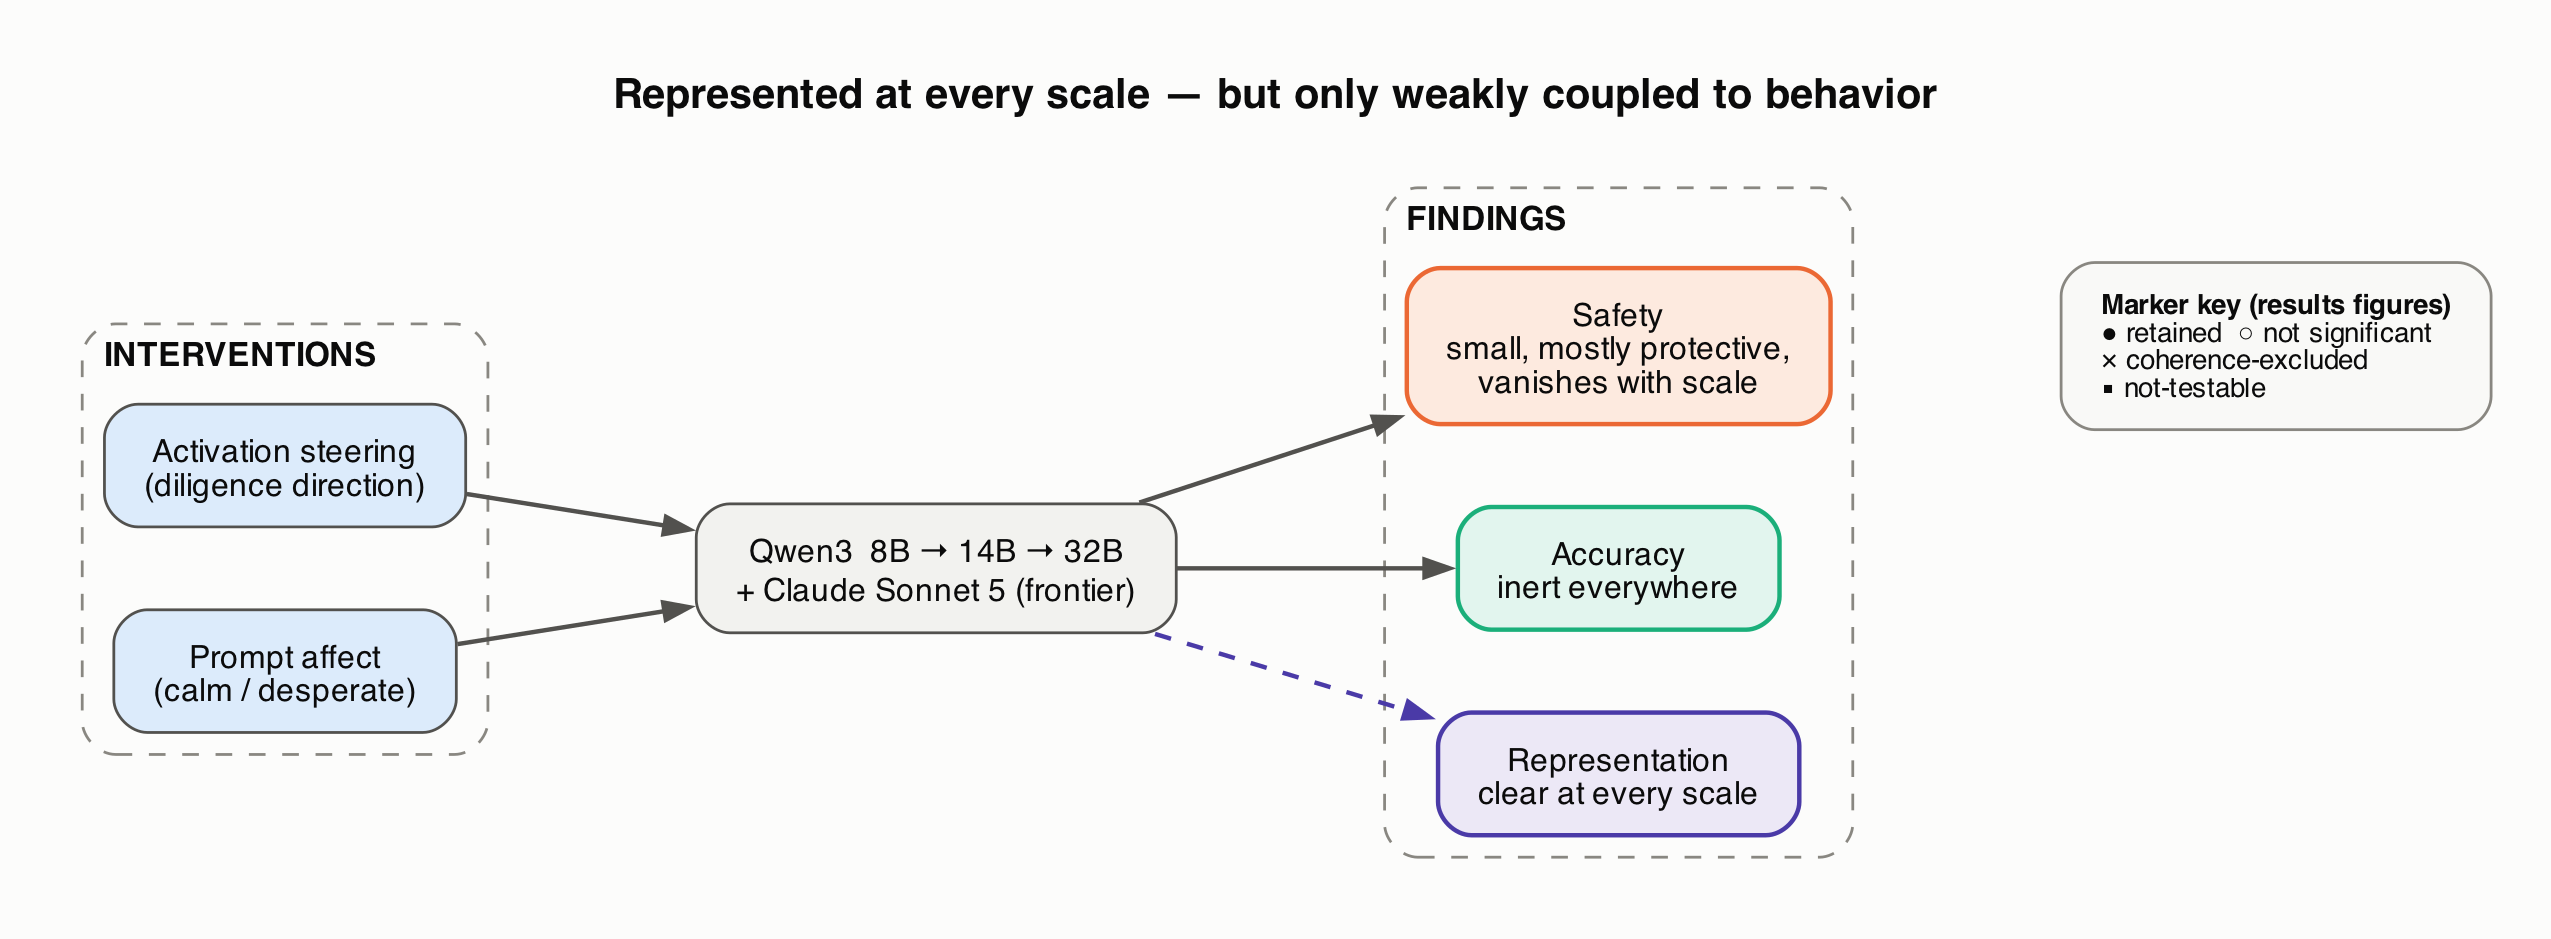 Represented at every scale — but only weakly coupled to behavior
INTERVENTIONS
Activation steering
(diligence direction)
Prompt affect
(calm / desperate)
Qwen3 8B → 14B → 32B
+ Claude Sonnet 5 (frontier)
FINDINGS
Safety
small, mostly protective,
vanishes with scale
Accuracy
inert everywhere
Representation
clear at every scale
Marker key (results figures)
● retained ○ not significant
× coherence-excluded
▪ not-testable